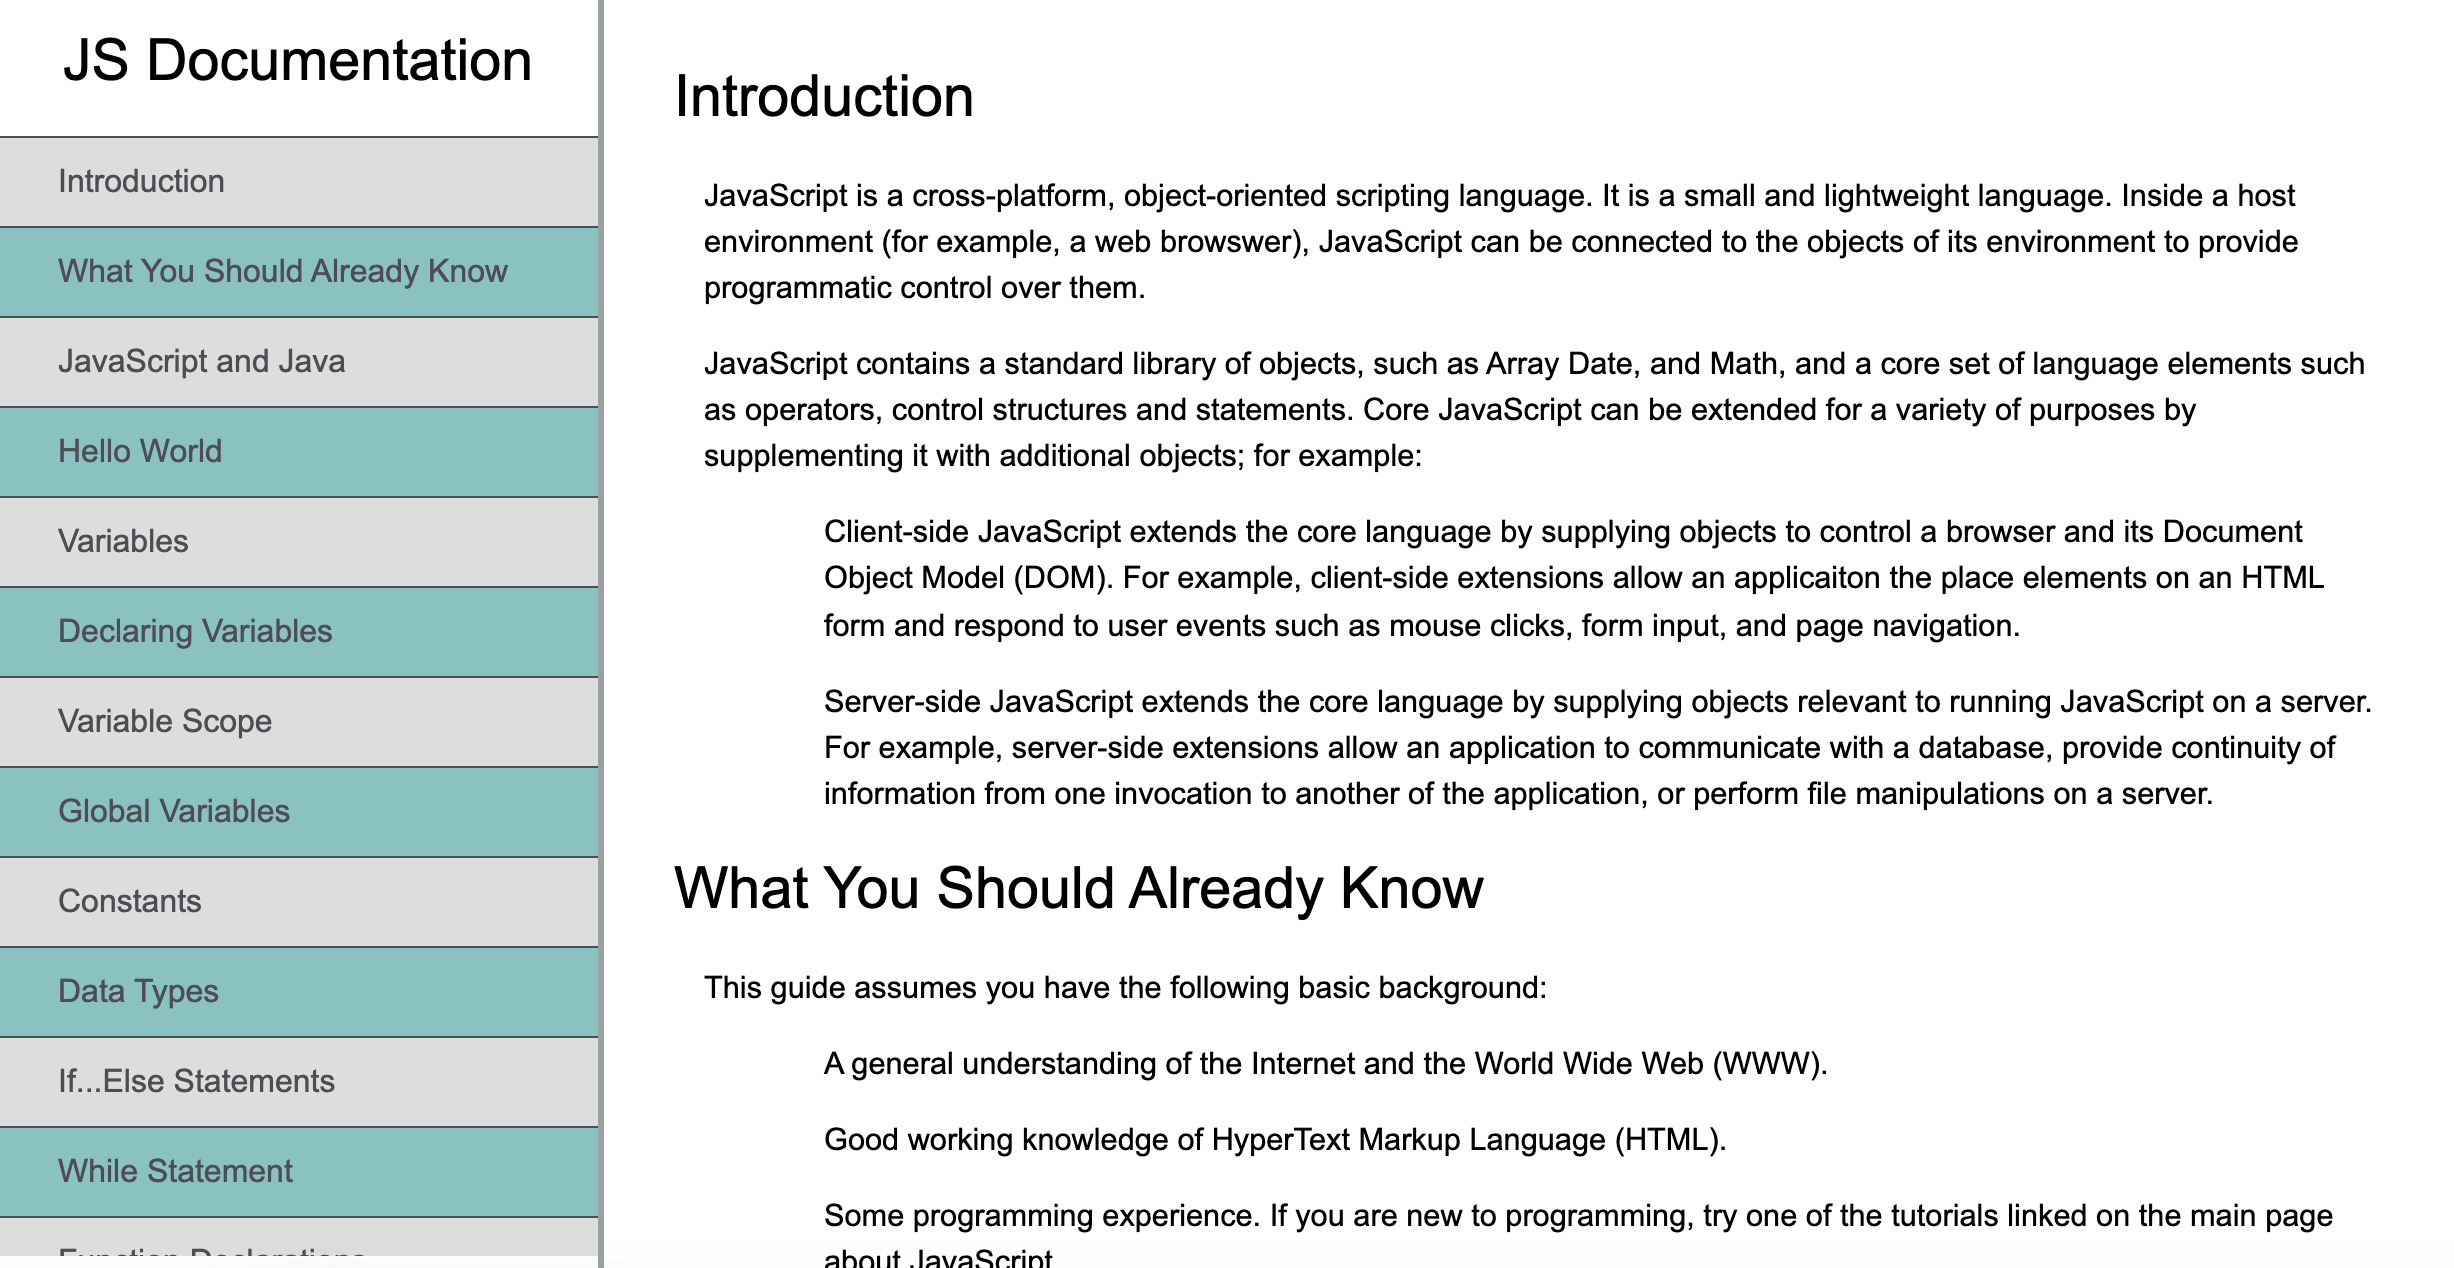 JS Documentation
Introduction
What You Should Already Know
JavaScript and Java
Hello World
Variables
Declaring Variables
Variable Scope
Global Variables
Constants
Data Types
If...Else Statements
While Statement
Function Declarations
Introduction
JavaScript is a cross-platform, object-oriented scripting language. It is a small and lightweight language. Inside a host
environment (for example, a web browswer), JavaScript can be connected to the objects of its environment to provide
programmatic control over them.
JavaScript contains a standard library of objects, such as Array Date, and Math, and a core set of language elements such
as operators, control structures and statements. Core JavaScript can be extended for a variety of purposes by
supplementing it with additional objects; for example:
Client-side JavaScript extends the core language by supplying objects to control a browser and its Document
Object Model (DOM). For example, client-side extensions allow an applicaiton the place elements on an HTML
form and respond to user events such as mouse clicks, form input, and page navigation.
Server-side JavaScript extends the core language by supplying objects relevant to running JavaScript on a server.
For example, server-side extensions allow an application to communicate with a database, provide continuity of
information from one invocation to another of the application, or perform file manipulations on a server.
What You Should Already Know
This guide assumes you have the following basic background:
A general understanding of the Internet and the World Wide Web (WWW).
Good working knowledge of HyperText Markup Language (HTML).
Some programming experience. If you are new to programming, try one of the tutorials linked on the main page
about JavaScript